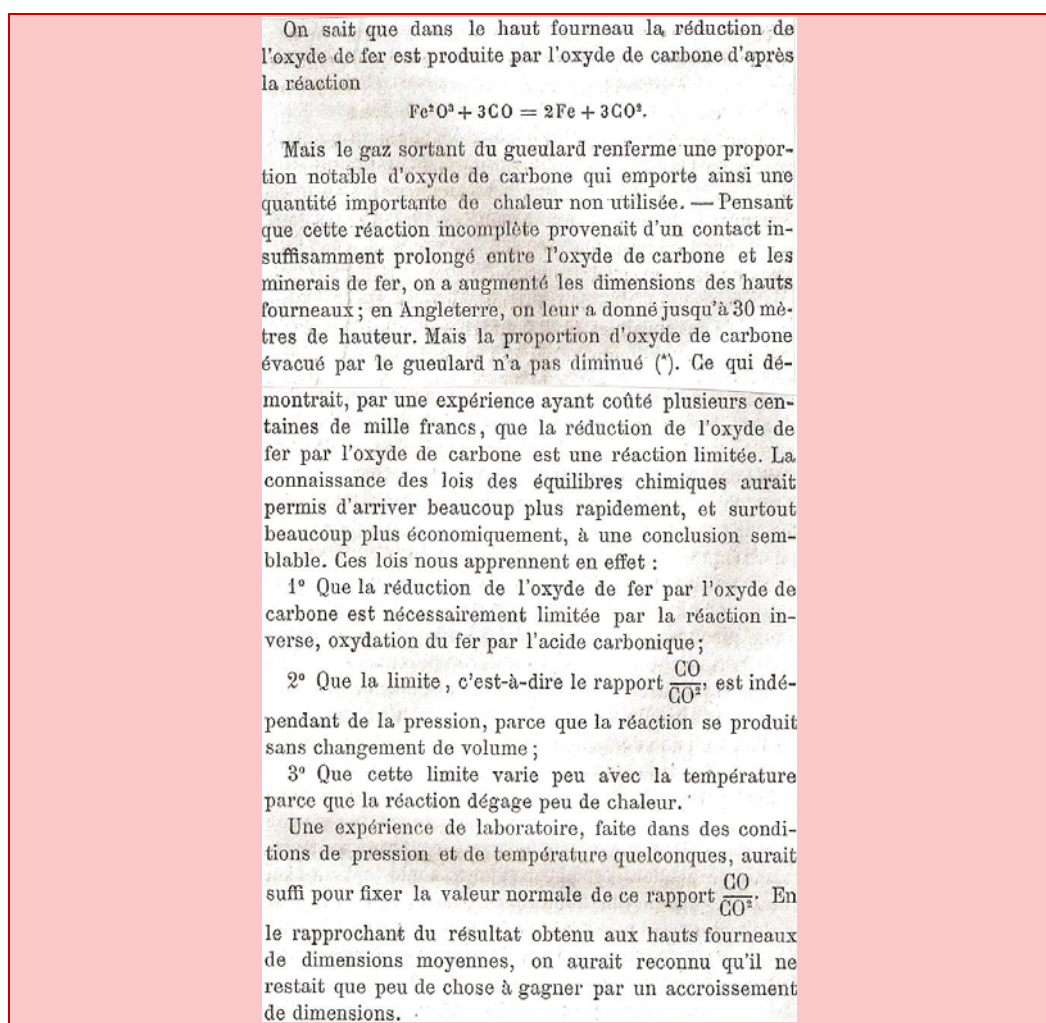 On sait que dans le haut fourneau la réduction de
l'oxyde de fer est produite par l'oxyde de carbone d'après
la réaction
Fe²O³ + 3CO = 2Fe + 3CO².
Mais le gaz sortant du gueulard renferme une propor-
tion notable d'oxyde de carbone qui emporte ainsi une
quantité importante de chaleur non utilisée. — Pensant
que cette réaction incomplète provenait d'un contact in-
suffisamment prolongé entre l'oxyde de carbone et les
minerais de fer, on a augmenté les dimensions des hauts
fourneaux ; en Angleterre, on leur a donné jusqu'à 30 mè-
tres de hauteur. Mais la proportion d'oxyde de carbone
évacué par le gueulard n'a pas diminué (*). Ce qui dé-
montrait, par une expérience ayant coûté plusieurs cen-
taines de mille francs, que la réduction de l'oxyde de
fer par l'oxyde de carbone est une réaction limitée. La
connaissance des lois des équilibres chimiques aurait
permis d'arriver beaucoup plus rapidement, et surtout
beaucoup plus économiquement, à une conclusion sem-
blable. Ces lois nous apprennent en effet :
1° Que la réduction de l'oxyde de fer par l'oxyde de
carbone est nécessairement limitée par la réaction in-
verse, oxydation du fer par l'acide carbonique ;
2° Que la limite, c'est-à-dire le rapport CO/CO², est indé-
pendant de la pression, parce que la réaction se produit
sans changement de volume ;
3° Que cette limite varie peu avec la température
parce que la réaction dégage peu de chaleur.
Une expérience de laboratoire, faite dans des condi-
tions de pression et de température quelconques, aurait
suffi pour fixer la valeur normale de ce rapport CO/CO². En
le rapprochant du résultat obtenu aux hauts fourneaux
de dimensions moyennes, on aurait reconnu qu'il ne
restait que peu de chose à gagner par un accroissement
de dimensions.